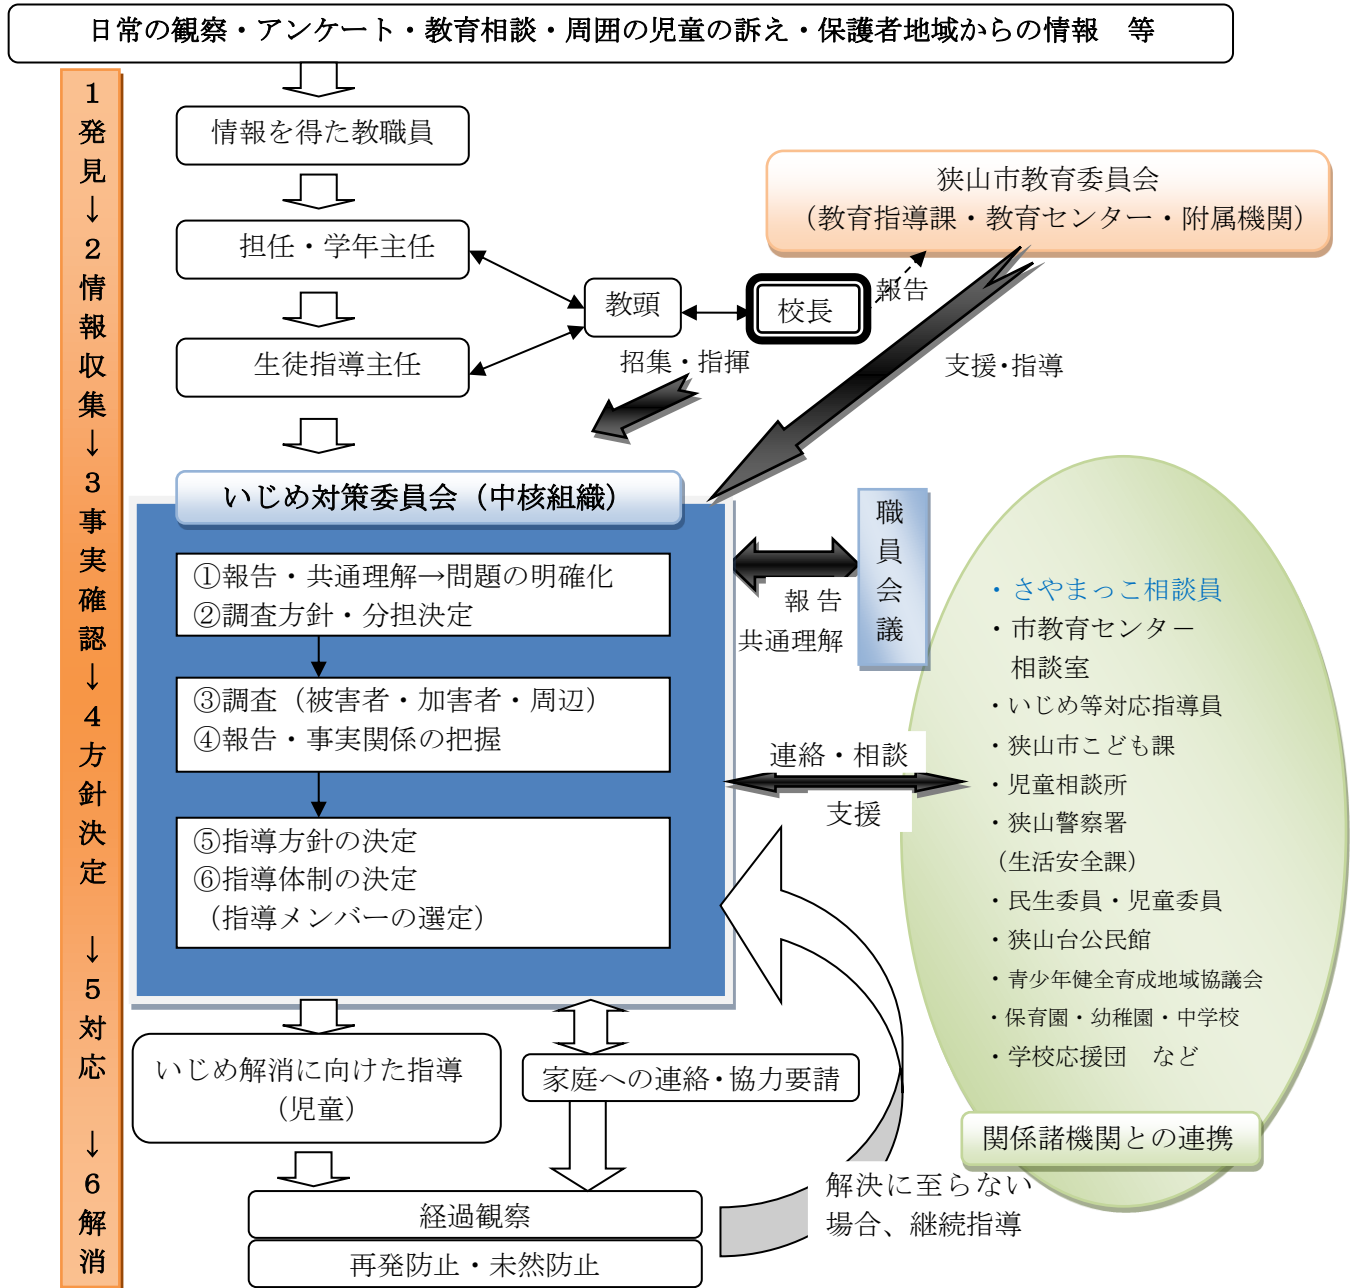 日常の観察・アンケート・教育相談・周囲の児童の訴え・保護者地域からの情報　等
1発見↓2情報収集↓3事実確認↓4方針決定　↓5対応　↓6解消
情報を得た教職員
担任・学年主任
生徒指導主任
教頭
校長
報告
狭山市教育委員会
（教育指導課・教育センター・附属機関）
招集・指揮
支援・指導
いじめ対策委員会（中核組織）
①報告・共通理解→問題の明確化
②調査方針・分担決定
③調査（被害者・加害者・周辺）
④報告・事実関係の把握
⑤指導方針の決定
⑥指導体制の決定
（指導メンバーの選定）
職員会議
報 告
共通理解
連絡・相談
支援
・さやまっこ相談員
・市教育センター
相談室
・いじめ等対応指導員
・狭山市こども課
・児童相談所
・狭山警察署
（生活安全課）
・民生委員・児童委員
・狭山台公民館
・青少年健全育成地域協議会
・保育園・幼稚園・中学校
・学校応援団　など
関係諸機関との連携
いじめ解消に向けた指導
（児童）
家庭への連絡・協力要請
経過観察
再発防止・未然防止
解決に至らない
場合、継続指導